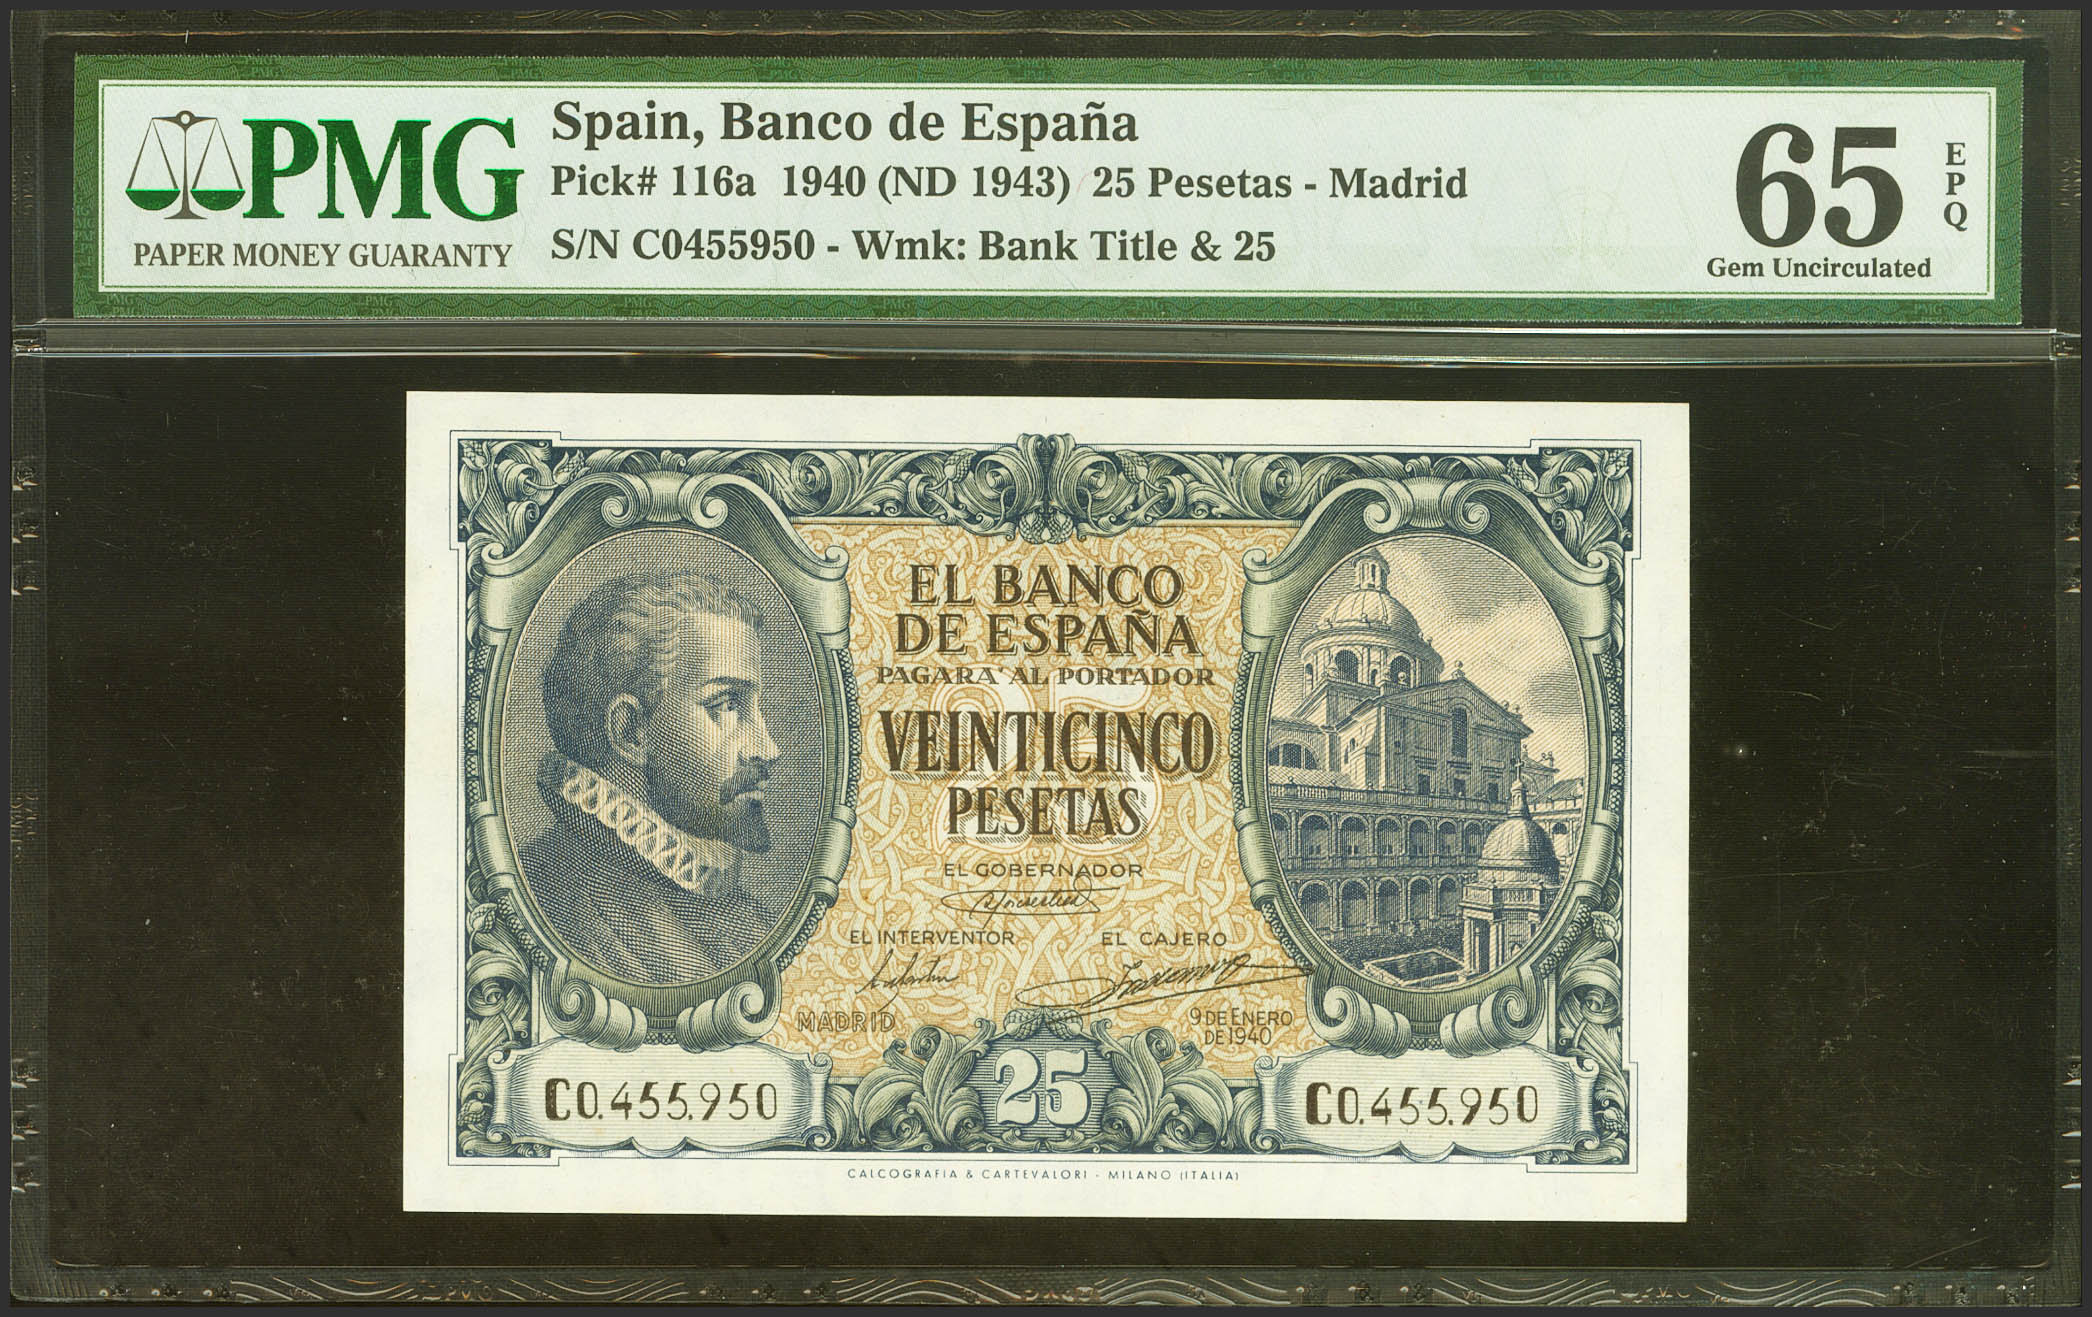 PMG
PAPER MONEY GUARANTY
Spain, Banco de España
Pick# 116a 1940 (ND 1943) 25 Pesetas - Madrid
S/N C0455950 - Wmk: Bank Title & 25
65
EPQ
Gem Uncirculated
EL BANCO
DE ESPAÑA
PAGARÁ AL PORTADOR
25
VEINTICINCO
PESETAS
EL GOBERNADOR
EL INTERVENTOR EL CAJERO
MADRID
9 DE ENERO
DE 1940
C0.455.950
25
C0.455.950
CALCOGRAFIA & CARTEVALORI - MILANO (ITALIA)